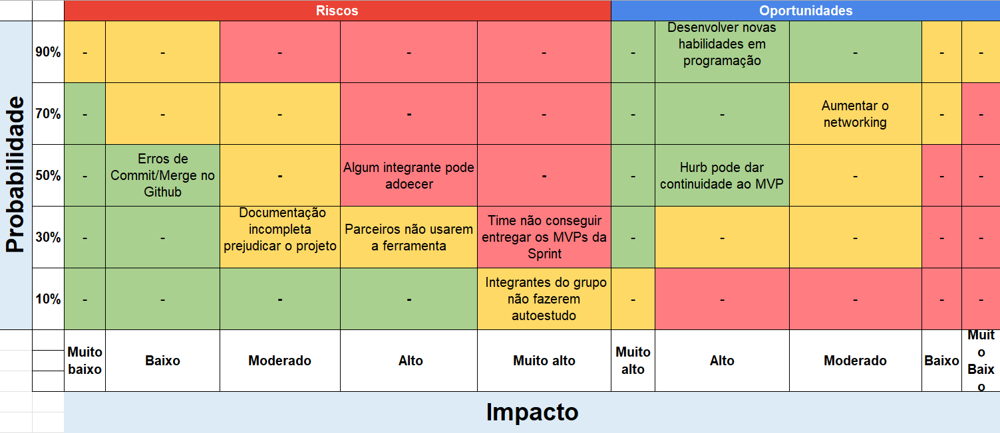 Riscos Oportunidades
Probabilidade
90% - - - - - - Desenvolver novas habilidades em programação - - -
70% - - - - - - - Aumentar o networking - -
50% - Erros de Commit/Merge no Github - Algum integrante pode adoecer - - Hurb pode dar continuidade ao MVP - - -
30% - - Documentação incompleta prejudicar o projeto Parceiros não usarem a ferramenta Time não conseguir entregar os MVPs da Sprint - - - - -
10% - - - - Integrantes do grupo não fazerem autoestudo - - - - -
Muito baixo Baixo Moderado Alto Muito alto Muito alto Alto Moderado Baixo Muito Baixo
Impacto